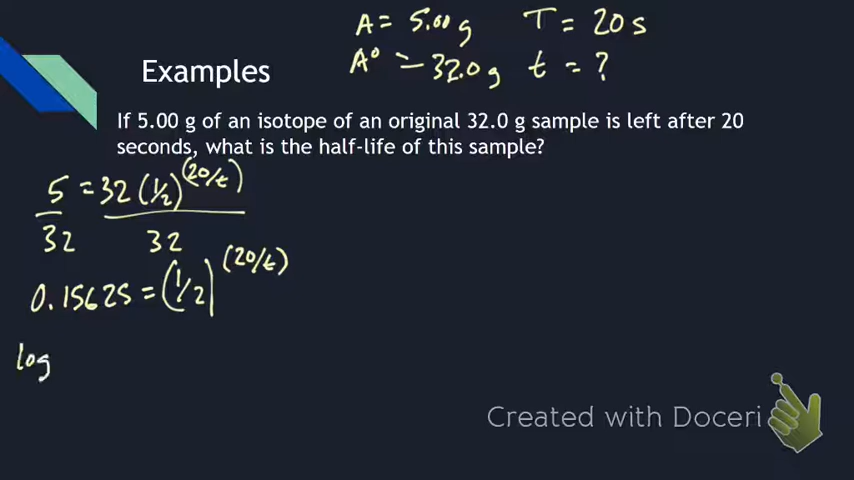 A = 5.00 g T = 20 s
A⁰ = 32.0 g t = ?
Examples
If 5.00 g of an isotope of an original 32.0 g sample is left after 20
seconds, what is the half-life of this sample?
5 = 32 (1/2)^(20/t)
32 32
0.15625 = (1/2)^(20/t)
log
Created with Doceri